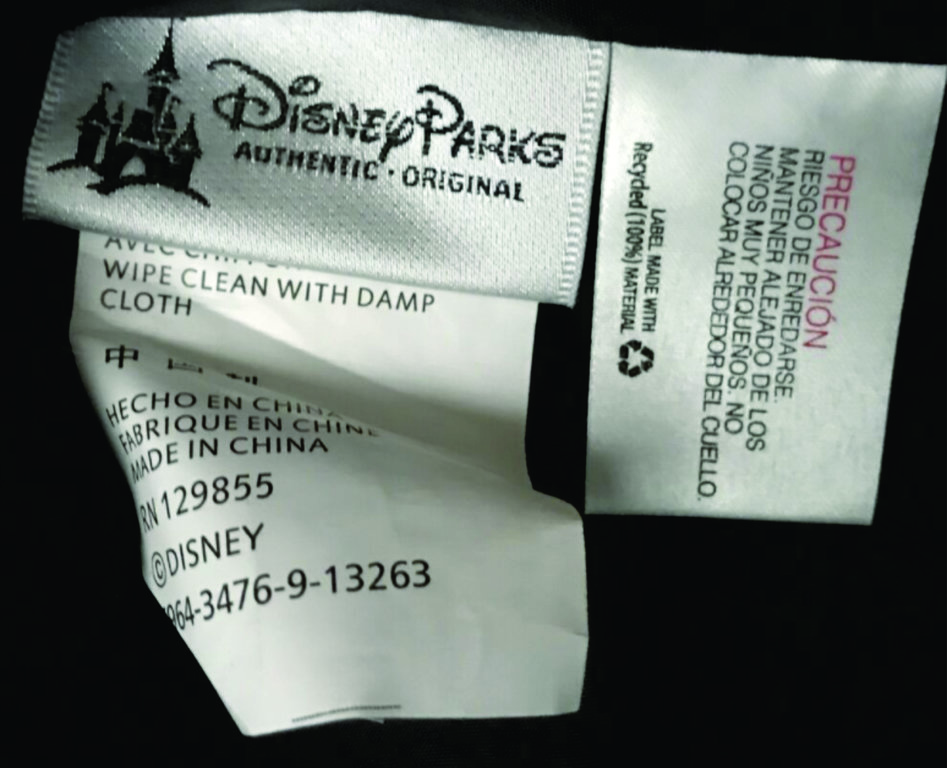 DISNEY PARKS
AUTHENTIC · ORIGINAL
AVEC
WIPE CLEAN WITH DAMP
CLOTH
中
HECHO EN CHINA
FABRIQUE EN CHINE
MADE IN CHINA
RN 129855
©DISNEY
964-3476-9-13263
PRECAUCIÓN
RIESGO DE ENREDARSE.
MANTENER ALEJADO DE LOS
NIÑOS MUY PEQUEÑOS. NO
COLOCAR ALREDEDOR DEL CUELLO.
LABEL MADE WITH
Recycled (100%) MATERIAL